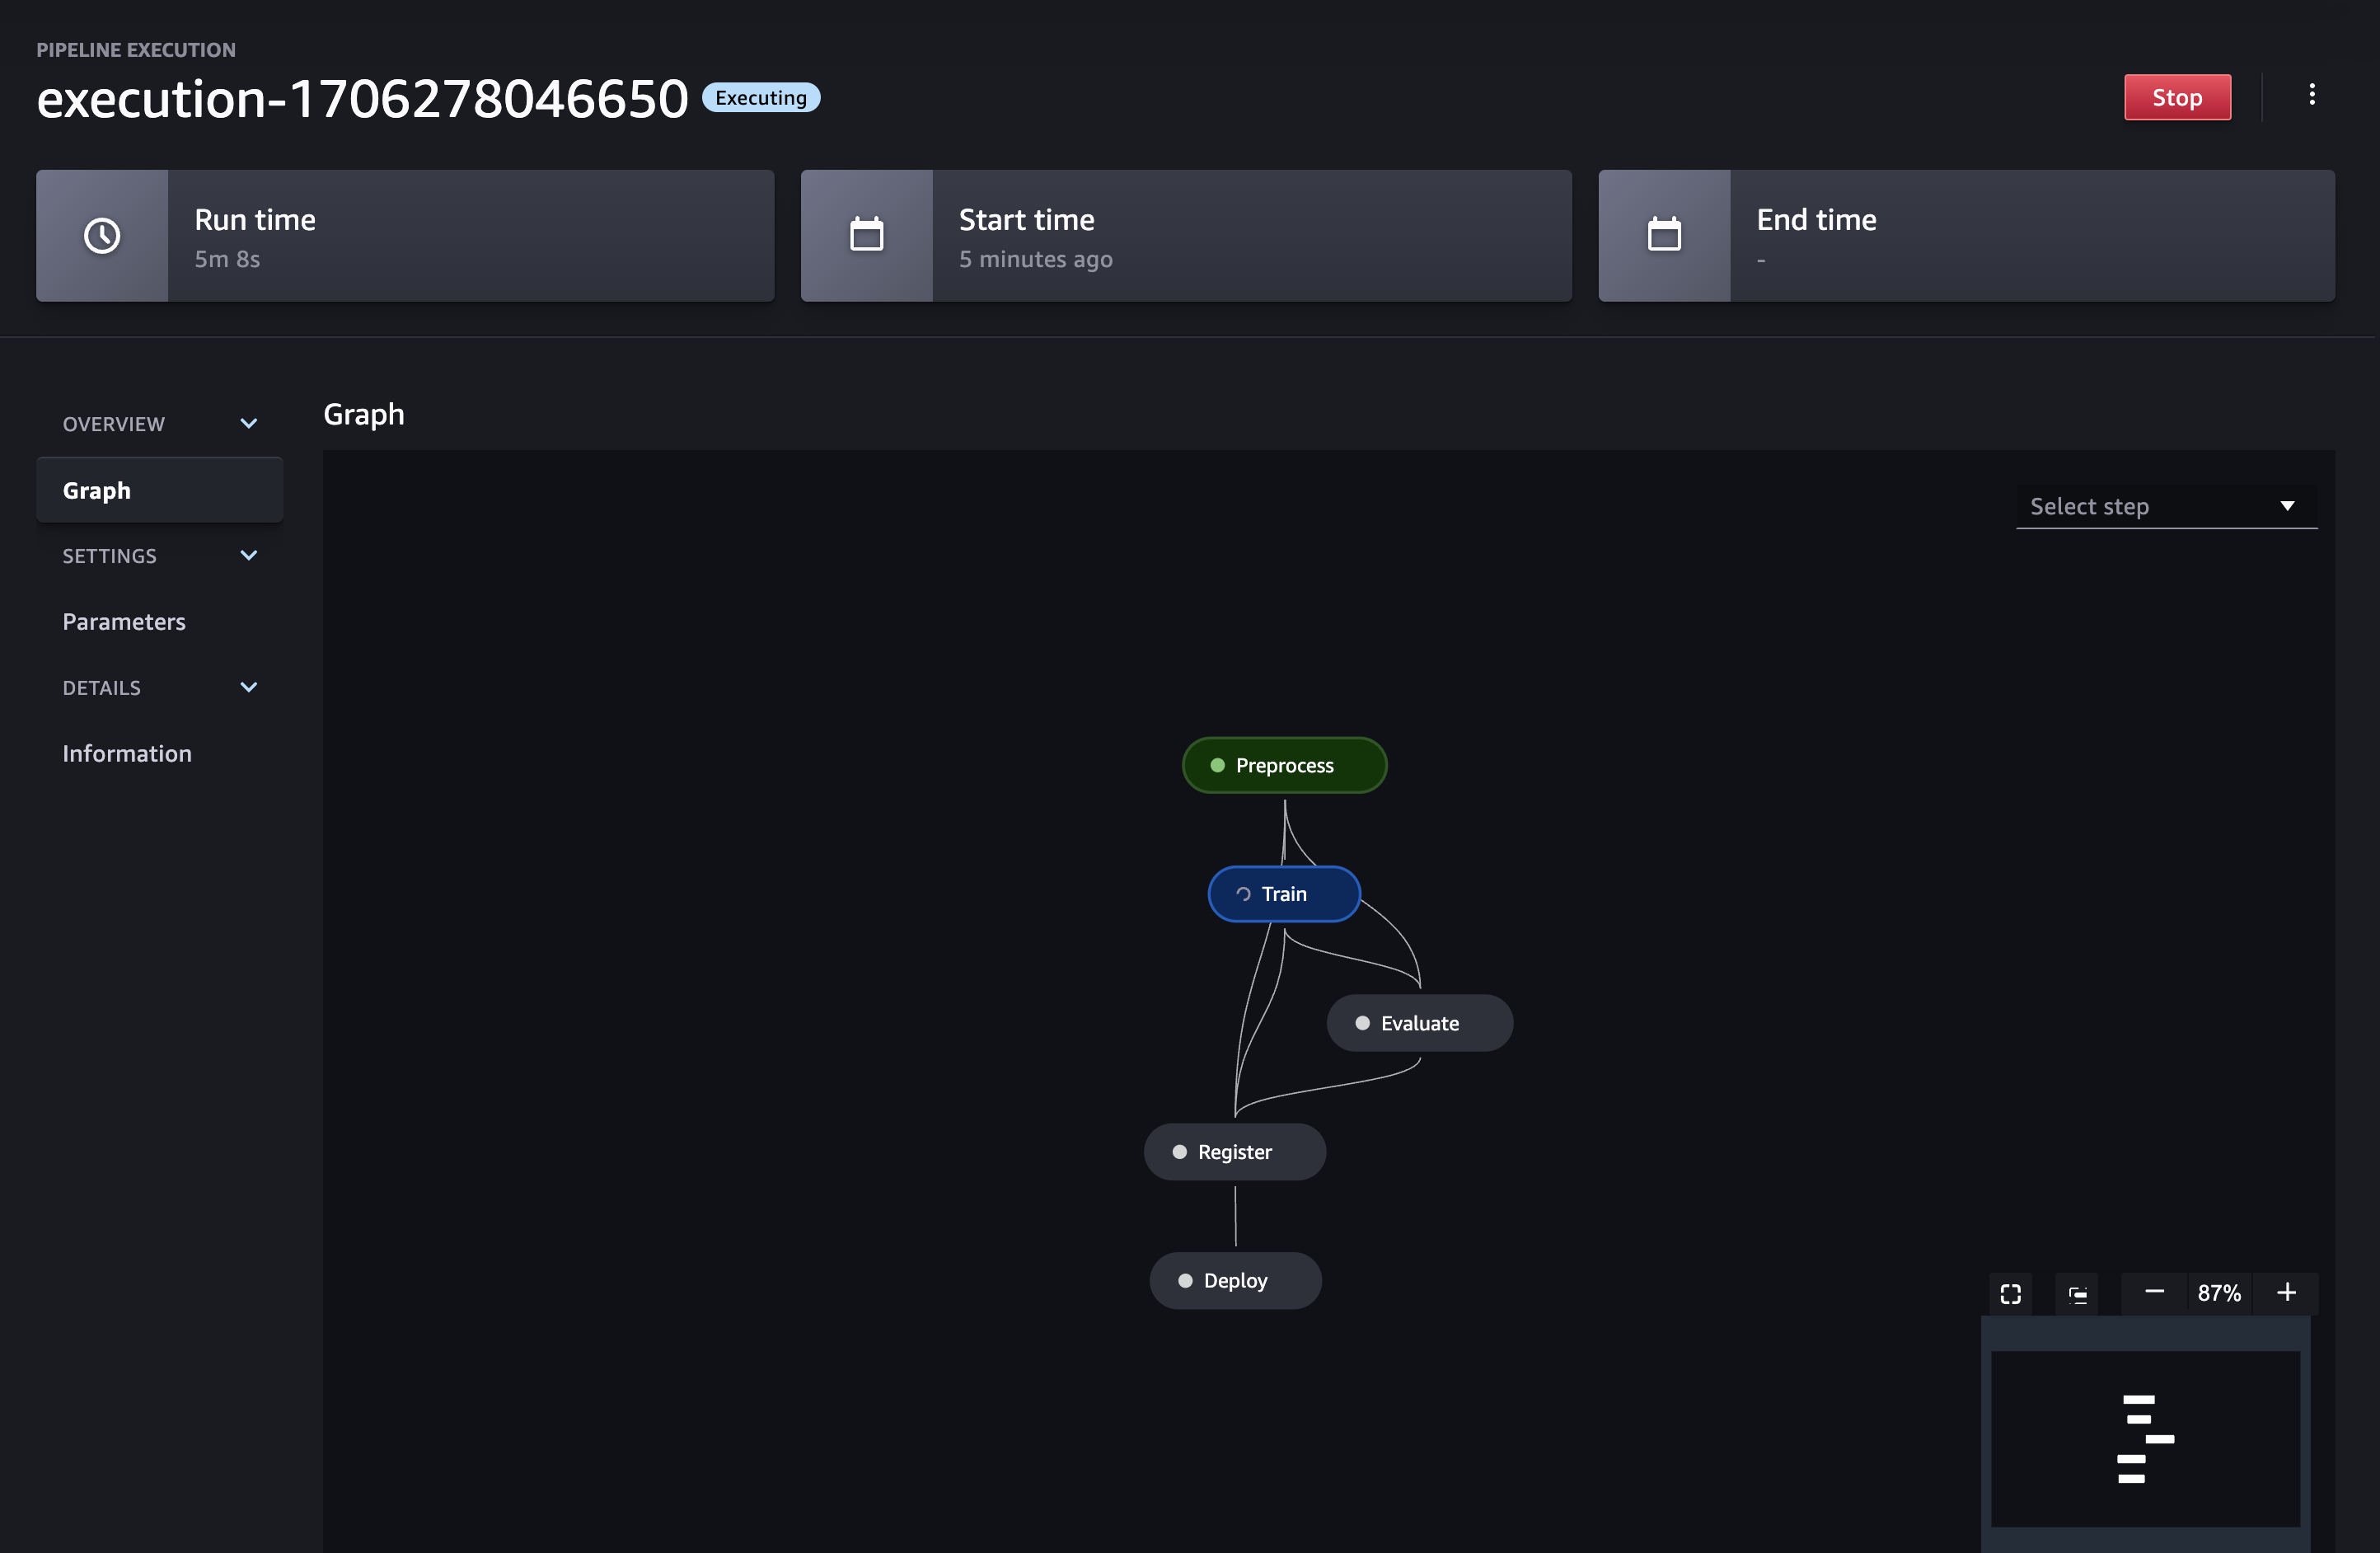 PIPELINE EXECUTION
execution-1706278046650 Executing
Stop
Run time
5m 8s
Start time
5 minutes ago
End time
-
OVERVIEW
Graph
SETTINGS
Parameters
DETAILS
Information
Graph
Select step
Preprocess
Train
Evaluate
Register
Deploy
87%